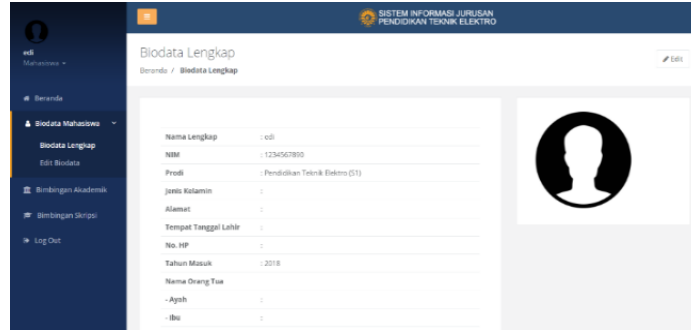 SISTEM INFORMASI JURUSAN
PENDIDIKAN TEKNIK ELEKTRO
edi
Mahasiswa
Beranda
Biodata Mahasiswa
Biodata Lengkap
Edit Biodata
Bimbingan Akademik
Bimbingan Skripsi
Log Out
Biodata Lengkap
Beranda / Biodata Lengkap
Edit
Nama Lengkap : edi
NIM : 1234567890
Prodi : Pendidikan Teknik Elektro (S1)
Jenis Kelamin :
Alamat :
Tempat Tanggal Lahir :
No. HP :
Tahun Masuk : 2018
Nama Orang Tua
- Ayah :
- Ibu :